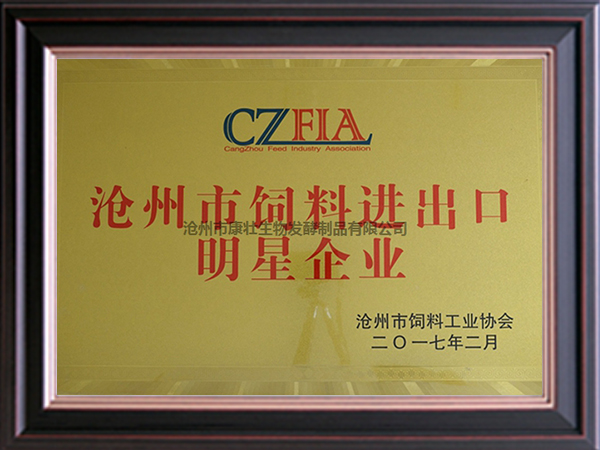 CZFIA
CangZhou Feed Industry Association
沧州市饲料进出口
沧州市康壮生物发酵制品有限公司
明星企业
沧州市饲料工业协会
二〇一七年二月